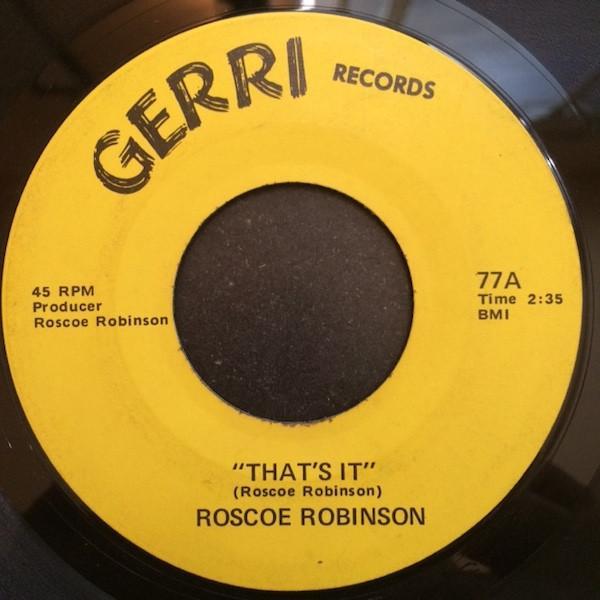 GERRI RECORDS
45 RPM
Producer
Roscoe Robinson
77A
Time 2:35
BMI
"THAT'S IT"
(Roscoe Robinson)
ROSCOE ROBINSON